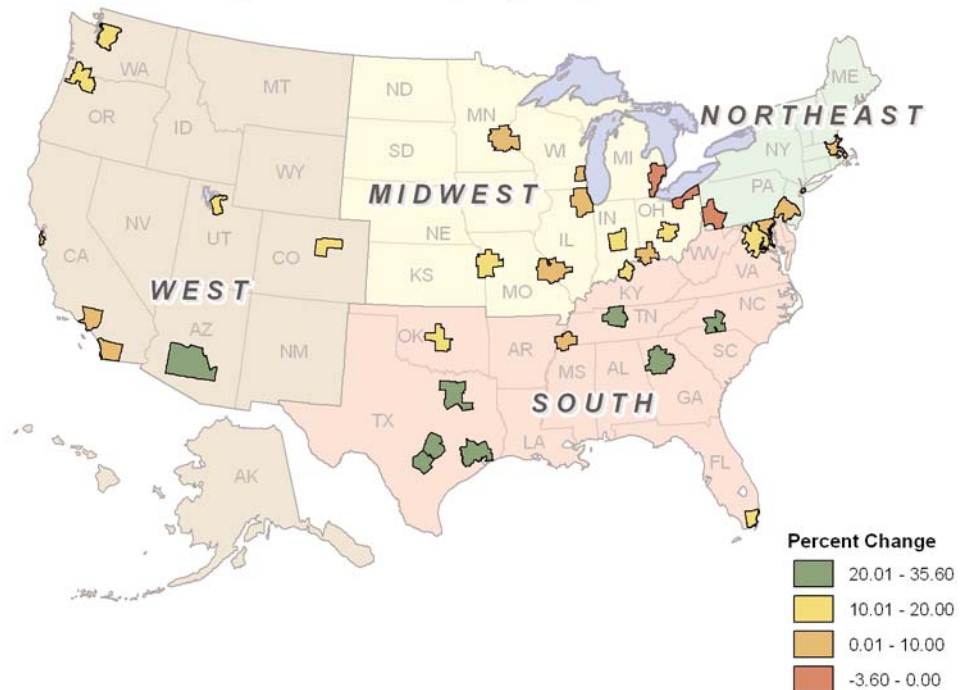 ME
WA
MT
ND
NORTHEAST
MN
OR
ID
NY
WI
MI
SD
WY
PA
MIDWEST
OH
IN
NV
NE
UT
IL
CO
WV
CA
KS
VA
MO
WEST
KY
NC
AZ
TN
OK
NM
AR
SC
MS
AL
SOUTH
GA
TX
LA
FL
AK
Percent Change
20.01 - 35.60
10.01 - 20.00
0.01 - 10.00
-3.60 - 0.00